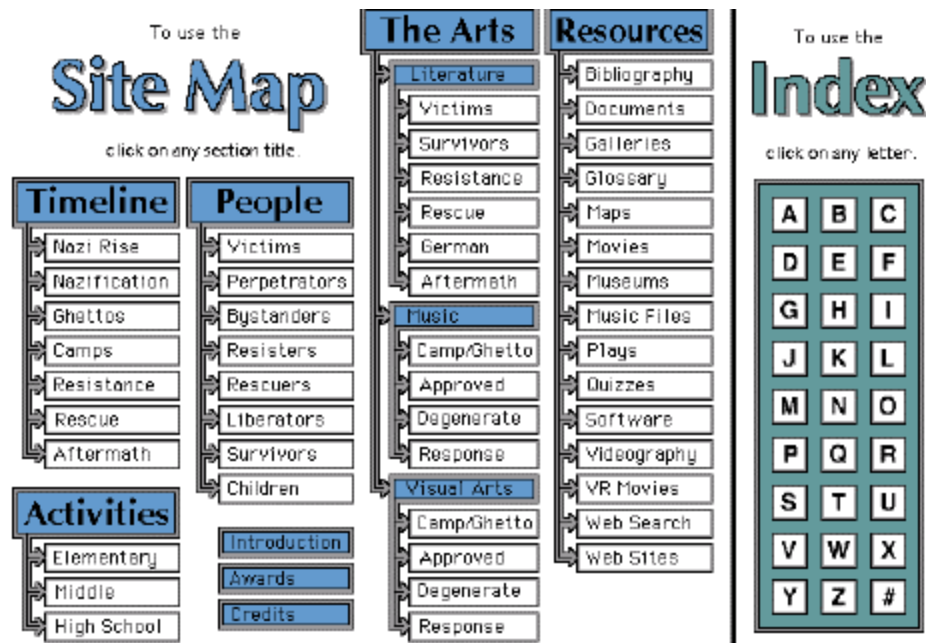 To use the
Site Map
click on any section title.
Timeline
Nazi Rise
Nazification
Ghettos
Camps
Resistance
Rescue
Aftermath
Activities
Elementary
Middle
High School
People
Victims
Perpetrators
Bystanders
Resisters
Rescuers
Liberators
Survivors
Children
Introduction
Awards
Credits
The Arts
Literature
Victims
Survivors
Resistance
Rescue
German
Aftermath
Music
Camp/Ghetto
Approved
Degenerate
Response
Visual Arts
Camp/Ghetto
Approved
Degenerate
Response
Resources
Bibliography
Documents
Galleries
Glossary
Maps
Movies
Museums
Music Files
Plays
Quizzes
Software
Videography
VR Movies
Web Search
Web Sites
To use the
Index
click on any letter.
A B C
D E F
G H I
J K L
M N O
P Q R
S T U
V W X
Y Z #